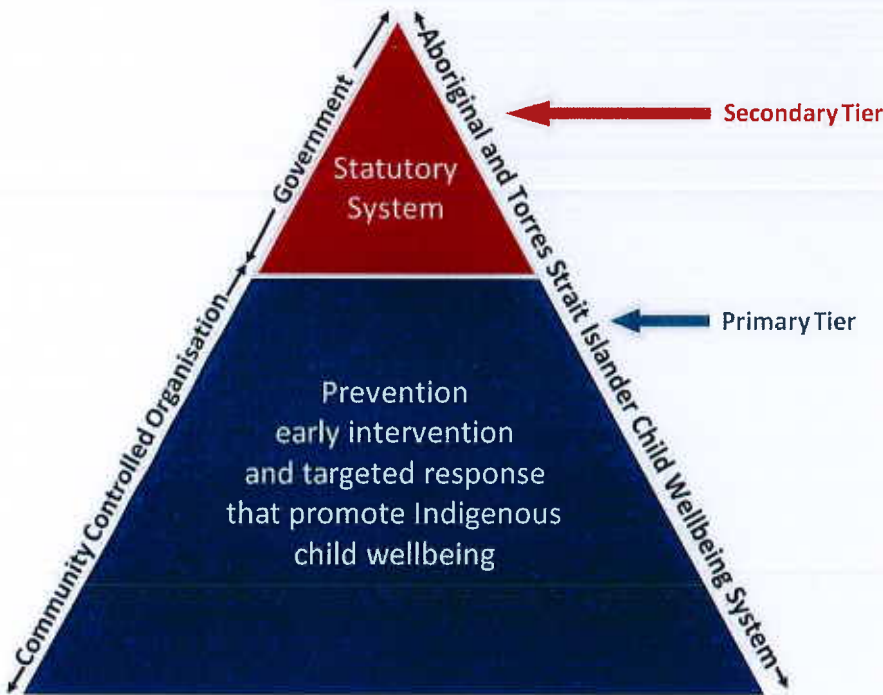 Government
Aboriginal and Torres Strait Islander Child Wellbeing System
Secondary Tier
Statutory
System
Primary Tier
Community Controlled Organisation
Prevention
early intervention
and targeted response
that promote Indigenous
child wellbeing